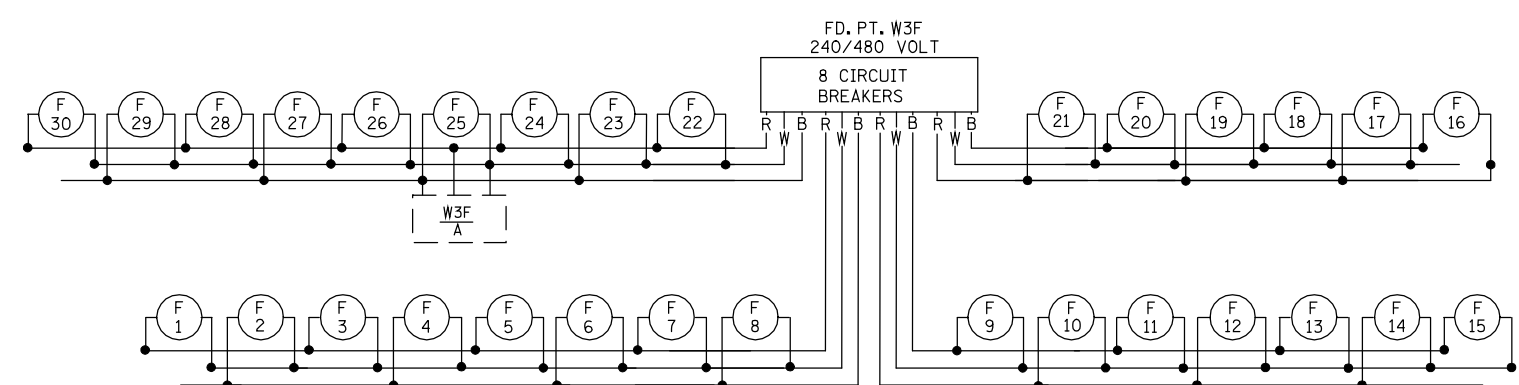 FD. PT. W3F
240/480 VOLT
8 CIRCUIT
BREAKERS
R W B R W B R W B R W B
F 30
F 29
F 28
F 27
F 26
F 25
F 24
F 23
F 22
F 21
F 20
F 19
F 18
F 17
F 16
W3F
A
F 1
F 2
F 3
F 4
F 5
F 6
F 7
F 8
F 9
F 10
F 11
F 12
F 13
F 14
F 15